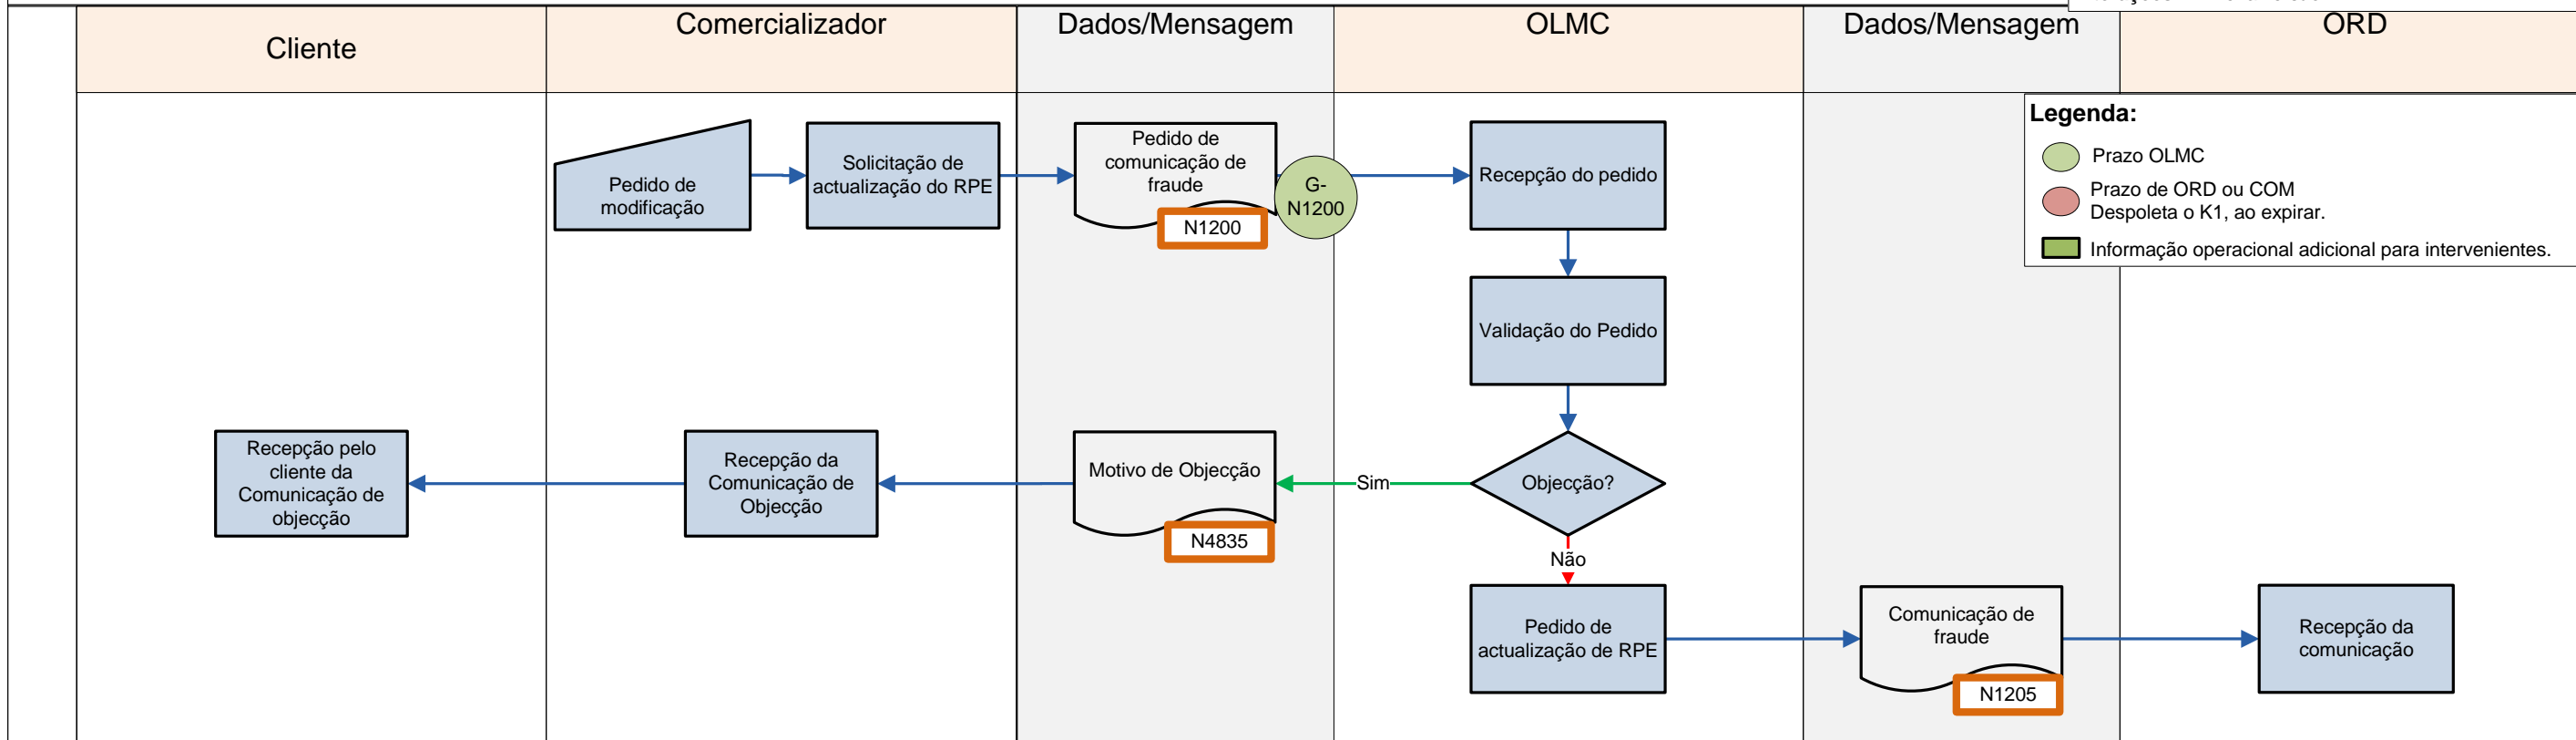 Cliente
Comercializador
Dados/Mensagem
OLMC
Dados/Mensagem
ORD
Legenda:
Prazo OLMC
Prazo de ORD ou COM
Despoleta o K1, ao expirar.
Informação operacional adicional para intervenientes.
Pedido de
modificação
Solicitação de
actualização do RPE
Pedido de
comunicação de
fraude
N1200
G-
N1200
Recepção do pedido
Validação do Pedido
Recepção pelo
cliente da
Comunicação de
objecção
Recepção da
Comunicação de
Objecção
Motivo de Objecção
N4835
Sim
Objecção?
Não
Pedido de
actualização de RPE
Comunicação de
fraude
N1205
Recepção da
comunicação